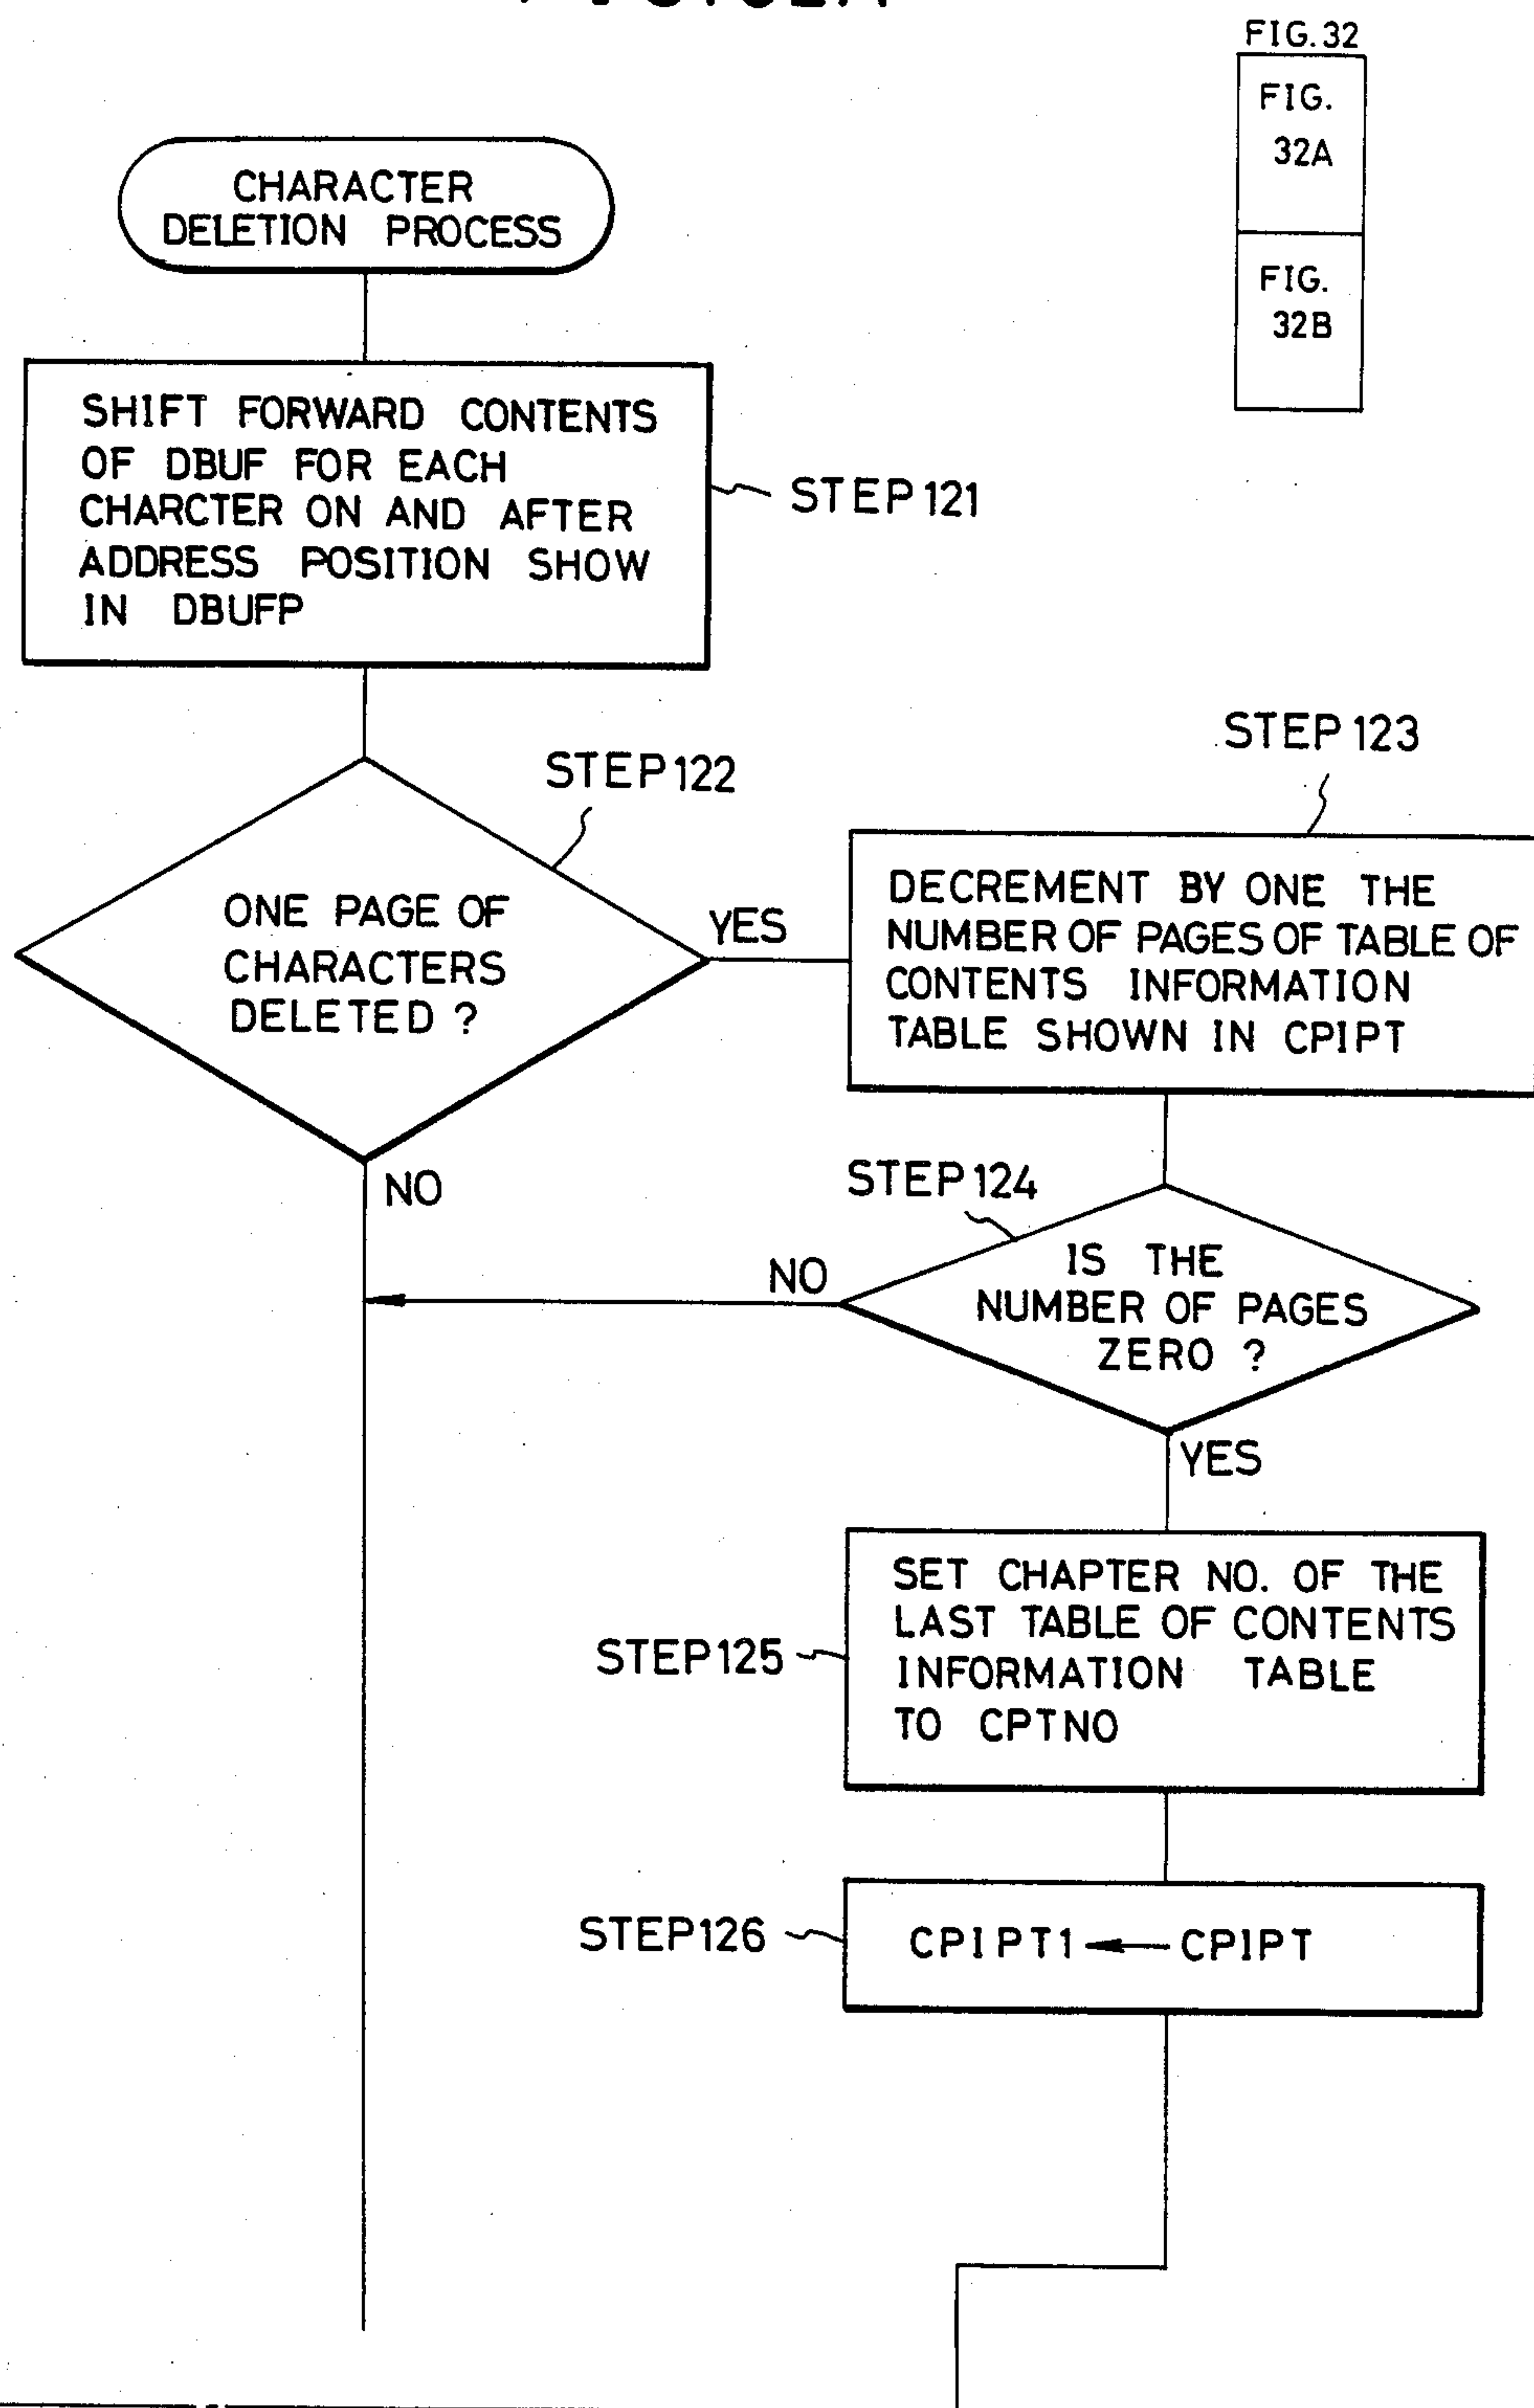 FIG. 32A
FIG. 32
FIG.
32A
FIG.
32B
CHARACTER
DELETION PROCESS
SHIFT FORWARD CONTENTS
OF DBUF FOR EACH
CHARCTER ON AND AFTER
ADDRESS POSITION SHOW
IN DBUFP
STEP 121
STEP 122
ONE PAGE OF
CHARACTERS
DELETED ?
YES
NO
STEP 123
DECREMENT BY ONE THE
NUMBER OF PAGES OF TABLE OF
CONTENTS INFORMATION
TABLE SHOWN IN CPIPT
STEP 124
IS THE
NUMBER OF PAGES
ZERO ?
NO
YES
SET CHAPTER NO. OF THE
LAST TABLE OF CONTENTS
INFORMATION TABLE
TO CPTNO
STEP 125
STEP 126
CPIPT1 ← CPIPT